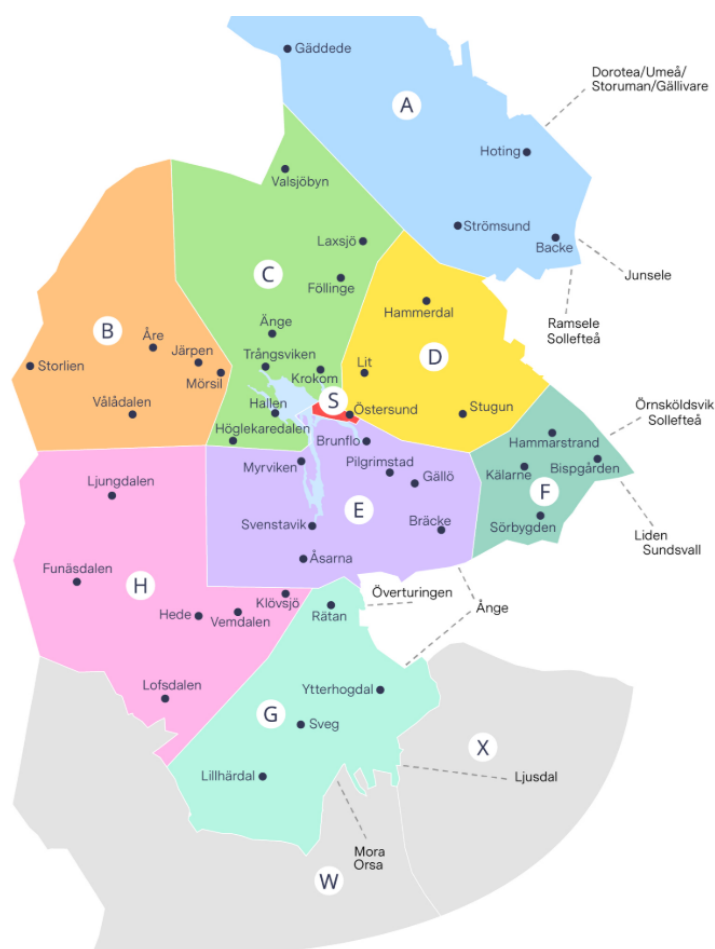 Gäddede
Dorotea/Umeå/
Storuman/Gällivare
A
Hoting
Valsjöbyn
Strömsund
Backe
Laxsjö
Junsele
C
Föllinge
Hammerdal
Ramsele
Sollefteå
B
Åre
Änge
D
Järpen
Trångsviken
Lit
Storlien
Mörsil
Krokom
S
Hallen
Östersund
Stugun
Örnsköldsvik
Sollefteå
Vålådalen
Höglekaredalen
Brunflo
Hammarstrand
Myrviken
Pilgrimstad
Kälarne
Bispgården
Ljungdalen
Gällö
F
E
Svenstavik
Bräcke
Sörbygden
Liden
Sundsvall
Åsarna
Funäsdalen
H
Klövsjö
Överturingen
Hede
Vemdalen
Rätan
Ånge
Lofsdalen
Ytterhogdal
G
Sveg
X
Lillhärdal
Ljusdal
Mora
Orsa
W